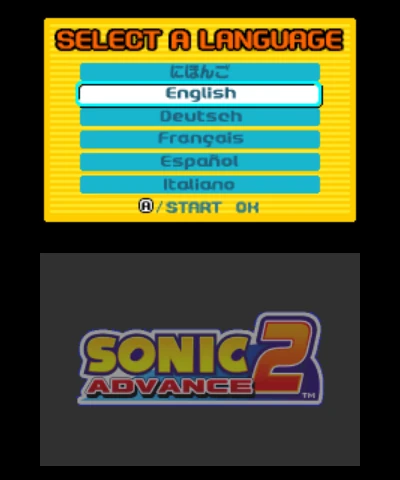 SELECT A LANGUAGE
にほんご
English
Deutsch
Français
Español
Italiano
Ⓐ/START OK
SONIC 2
ADVANCE
TM